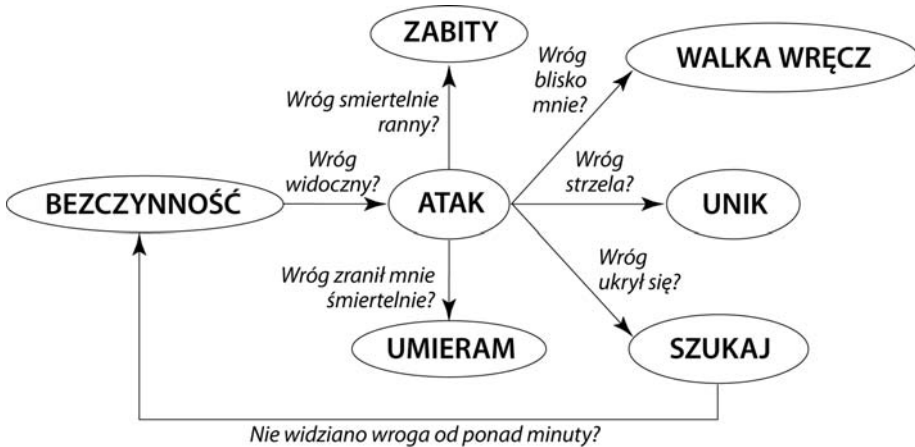 ZABITY
Wróg
blisko
mnie?
WALKA WRĘCZ
Wróg smiertelnie
ranny?
Wróg
widoczny?
Wróg
strzela?
BEZCZYNNOŚĆ
ATAK
UNIK
Wróg zranił mnie
śmiertelnie?
Wróg
ukrył się?
UMIERAM
SZUKAJ
Nie widziano wroga od ponad minuty?